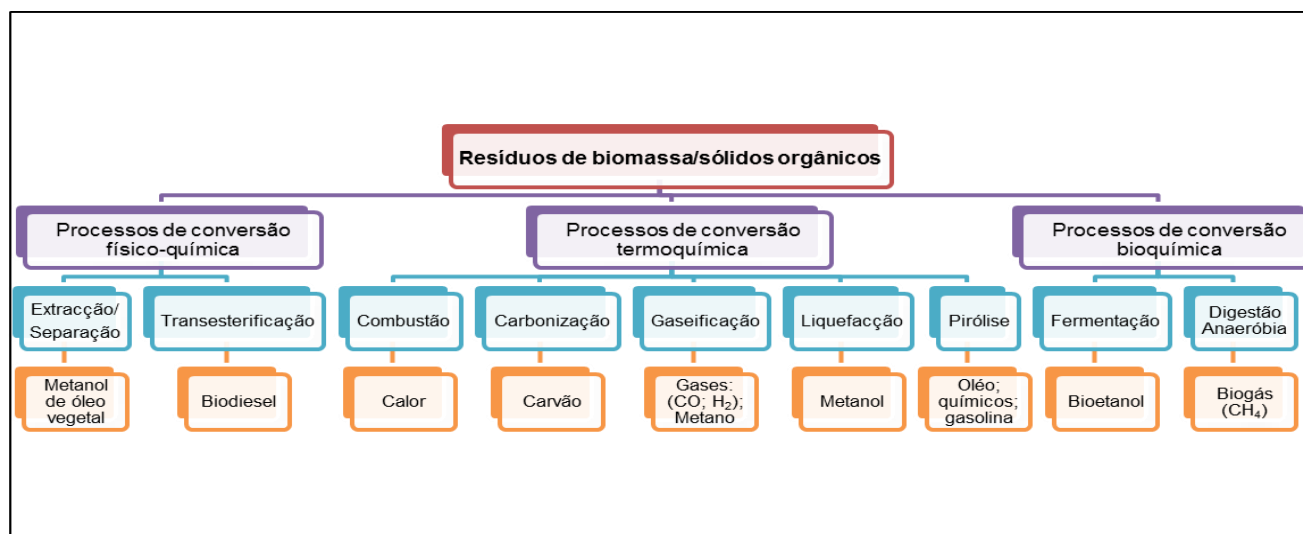 Resíduos de biomassa/sólidos orgânicos
Processos de conversão
físico-química
Processos de conversão
termoquímica
Processos de conversão
bioquímica
Extracção/
Separação
Transesterificação
Combustão
Carbonização
Gaseificação
Liquefacção
Pirólise
Fermentação
Digestão
Anaeróbia
Metanol
de óleo
vegetal
Biodiesel
Calor
Carvão
Gases:
(CO; H₂);
Metano
Metanol
Oléo;
químicos;
gasolina
Bioetanol
Biogás
(CH₄)